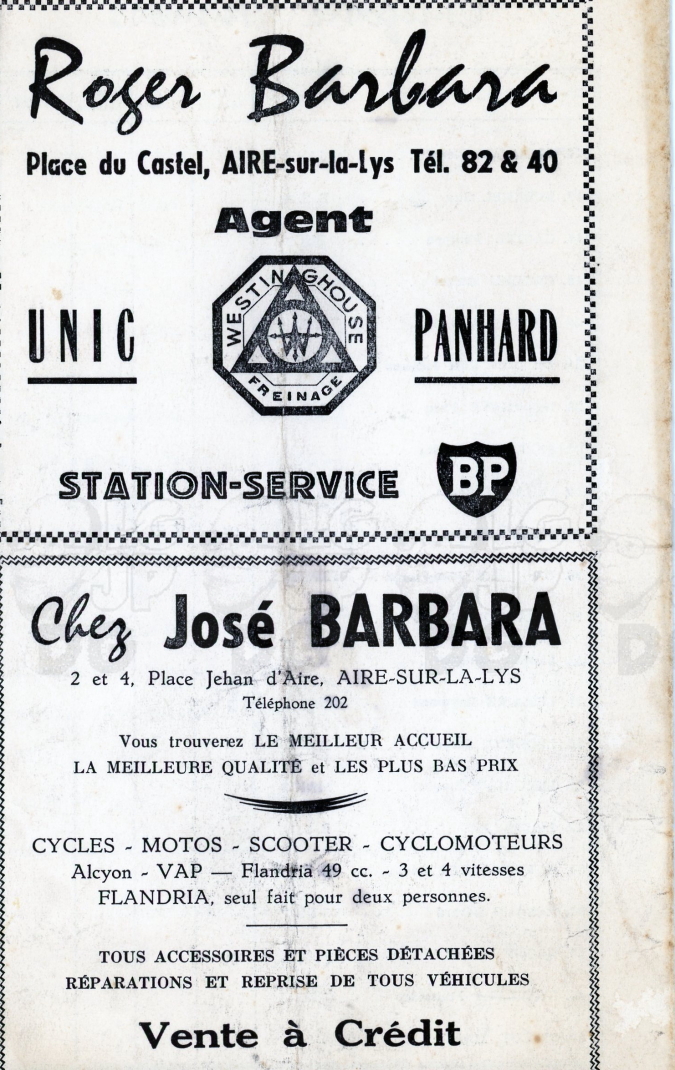 Roger Barbara
Place du Castel, AIRE-sur-la-Lys Tél. 82 & 40
Agent
UNIC
WESTINGHOUSE
FREINAGE
PANHARD
STATION-SERVICE
BP
Chez José BARBARA
2 et 4, Place Jehan d'Aire, AIRE-SUR-LA-LYS
Téléphone 202
Vous trouverez LE MEILLEUR ACCUEIL
LA MEILLEURE QUALITÉ et LES PLUS BAS PRIX
CYCLES - MOTOS - SCOOTER - CYCLOMOTEURS
Alcyon - VAP — Flandria 49 cc. - 3 et 4 vitesses
FLANDRIA, seul fait pour deux personnes.
TOUS ACCESSOIRES ET PIÈCES DÉTACHÉES
RÉPARATIONS ET REPRISE DE TOUS VÉHICULES
Vente à Crédit